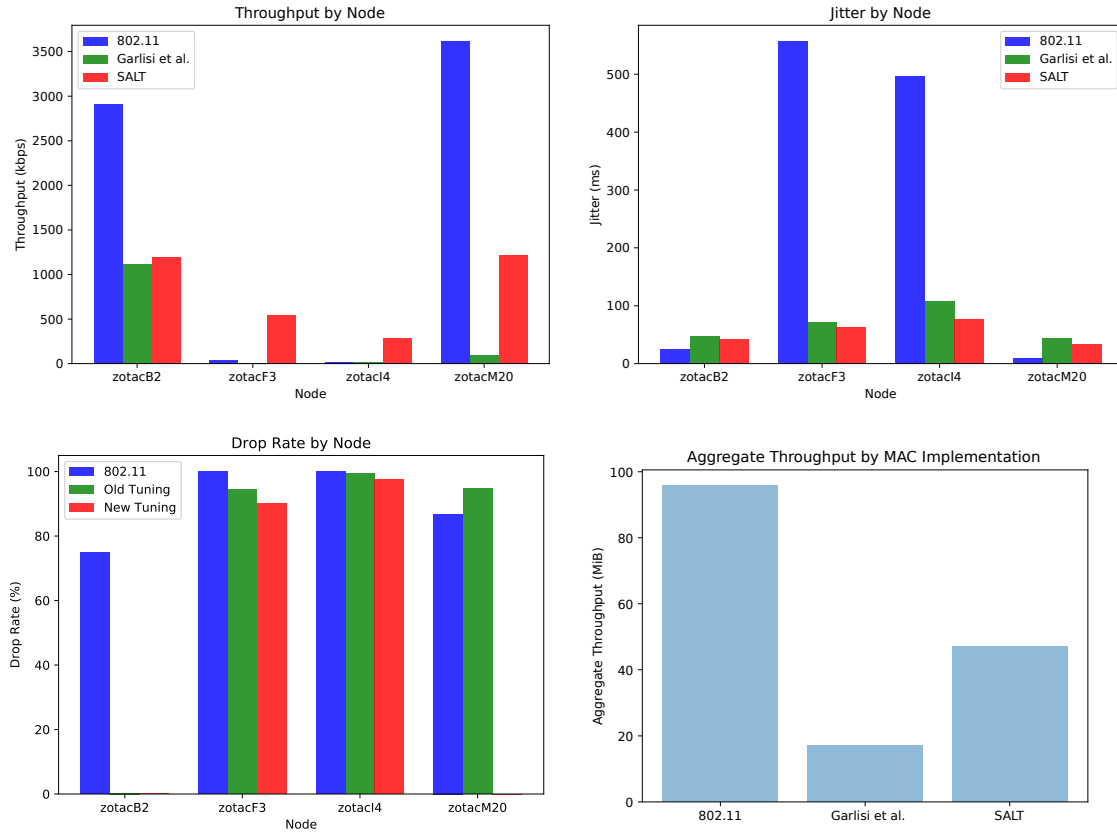 Throughput by Node
802.11
Garlisi et al.
SALT
3500
3000
2500
2000
1500
1000
500
0
Throughput (kbps)
zotacB2
zotacF3
zotacI4
zotacM20
Node
Jitter by Node
802.11
Garlisi et al.
SALT
500
400
300
200
100
0
Jitter (ms)
zotacB2
zotacF3
zotacI4
zotacM20
Node
Drop Rate by Node
802.11
Old Tuning
New Tuning
100
80
60
40
20
0
Drop Rate (%)
zotacB2
zotacF3
zotacI4
zotacM20
Node
Aggregate Throughput by MAC Implementation
100
80
60
40
20
0
Aggregate Throughput (MiB)
802.11
Garlisi et al.
SALT